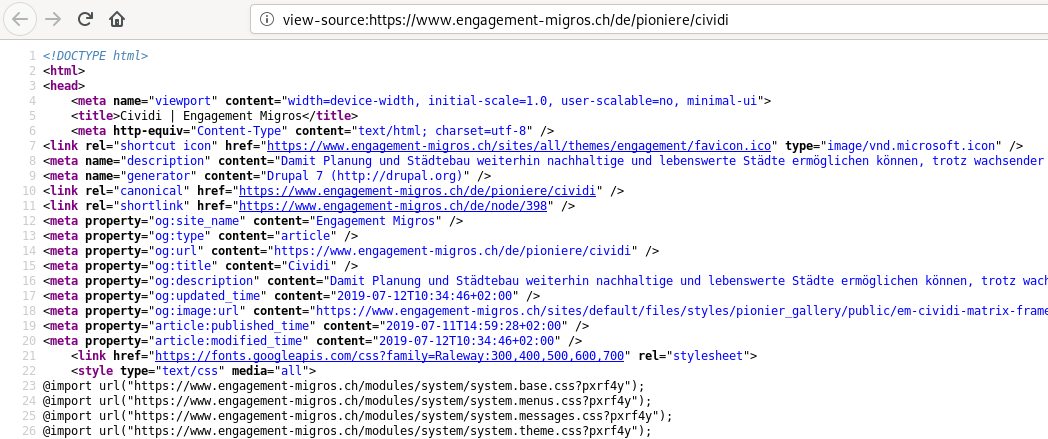 view-source:https://www.engagement-migros.ch/de/pioniere/cividi
1 <!DOCTYPE html>
2 <html>
3 <head>
4 <meta name="viewport" content="width=device-width, initial-scale=1.0, user-scalable=no, minimal-ui">
5 <title>Cividi | Engagement Migros</title>
6 <meta http-equiv="Content-Type" content="text/html; charset=utf-8" />
7 <link rel="shortcut icon" href="https://www.engagement-migros.ch/sites/all/themes/engagement/favicon.ico" type="image/vnd.microsoft.icon" />
8 <meta name="description" content="Damit Planung und Städtebau weiterhin nachhaltige und lebenswerte Städte ermöglichen können, trotz wachsender
9 <meta name="generator" content="Drupal 7 (http://drupal.org)" />
10 <link rel="canonical" href="https://www.engagement-migros.ch/de/pioniere/cividi" />
11 <link rel="shortlink" href="https://www.engagement-migros.ch/de/node/398" />
12 <meta property="og:site_name" content="Engagement Migros" />
13 <meta property="og:type" content="article" />
14 <meta property="og:url" content="https://www.engagement-migros.ch/de/pioniere/cividi" />
15 <meta property="og:title" content="Cividi" />
16 <meta property="og:description" content="Damit Planung und Städtebau weiterhin nachhaltige und lebenswerte Städte ermöglichen können, trotz wach
17 <meta property="og:updated_time" content="2019-07-12T10:34:46+02:00" />
18 <meta property="og:image:url" content="https://www.engagement-migros.ch/sites/default/files/styles/pionier_gallery/public/em-cividi-matrix-frame
19 <meta property="article:published_time" content="2019-07-11T14:59:28+02:00" />
20 <meta property="article:modified_time" content="2019-07-12T10:34:46+02:00" />
21 <link href="https://fonts.googleapis.com/css?family=Raleway:300,400,500,600,700" rel="stylesheet">
22 <style type="text/css" media="all">
23 @import url("https://www.engagement-migros.ch/modules/system/system.base.css?pxrf4y");
24 @import url("https://www.engagement-migros.ch/modules/system/system.menus.css?pxrf4y");
25 @import url("https://www.engagement-migros.ch/modules/system/system.messages.css?pxrf4y");
26 @import url("https://www.engagement-migros.ch/modules/system/system.theme.css?pxrf4y");